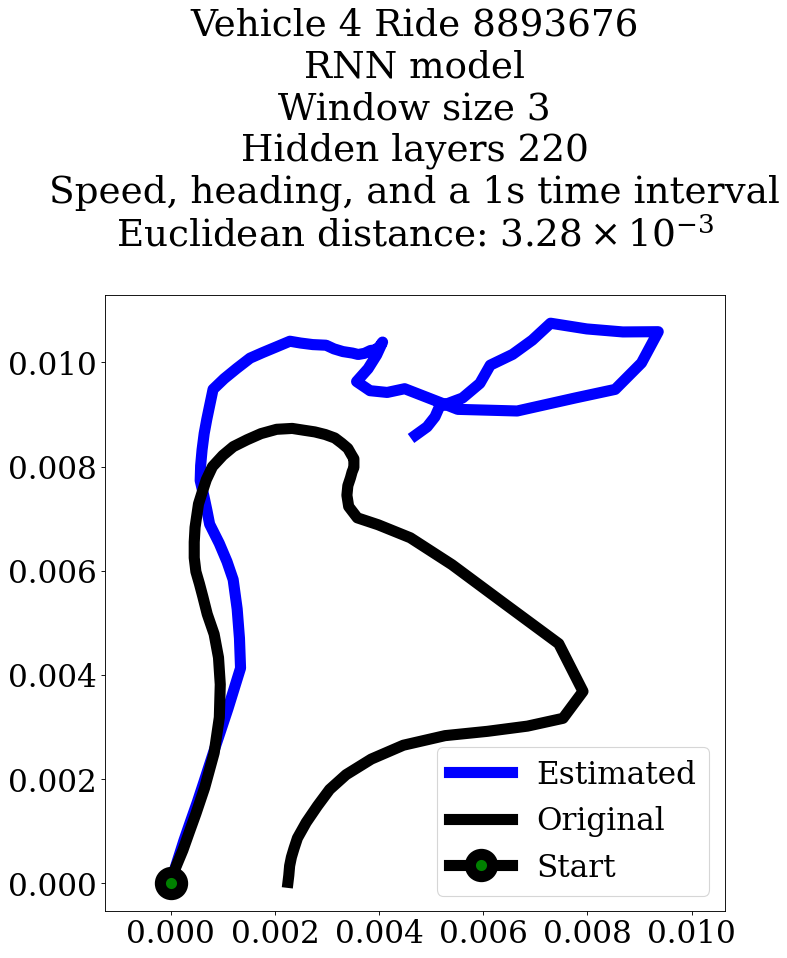 Vehicle 4 Ride 8893676
RNN model
Window size 3
Hidden layers 220
Speed, heading, and a 1s time interval
Euclidean distance: 3.28 × 10⁻³
0.010
0.008
0.006
0.004
0.002
0.000
Estimated
Original
Start
0.000 0.002 0.004 0.006 0.008 0.010